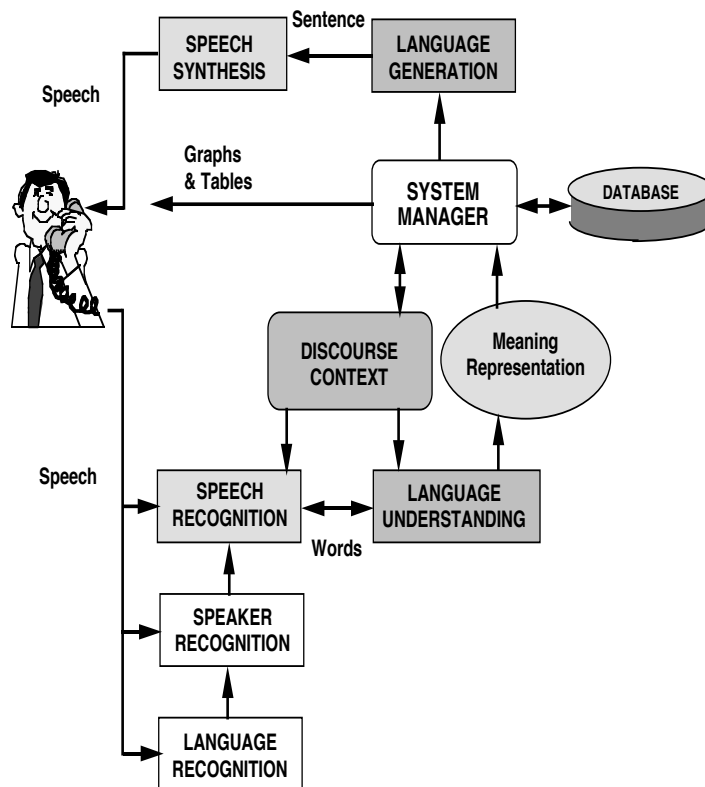 Sentence
SPEECH
SYNTHESIS
LANGUAGE
GENERATION
Speech
Graphs
& Tables
SYSTEM
MANAGER
DATABASE
DISCOURSE
CONTEXT
Meaning
Representation
Speech
SPEECH
RECOGNITION
Words
LANGUAGE
UNDERSTANDING
SPEAKER
RECOGNITION
LANGUAGE
RECOGNITION